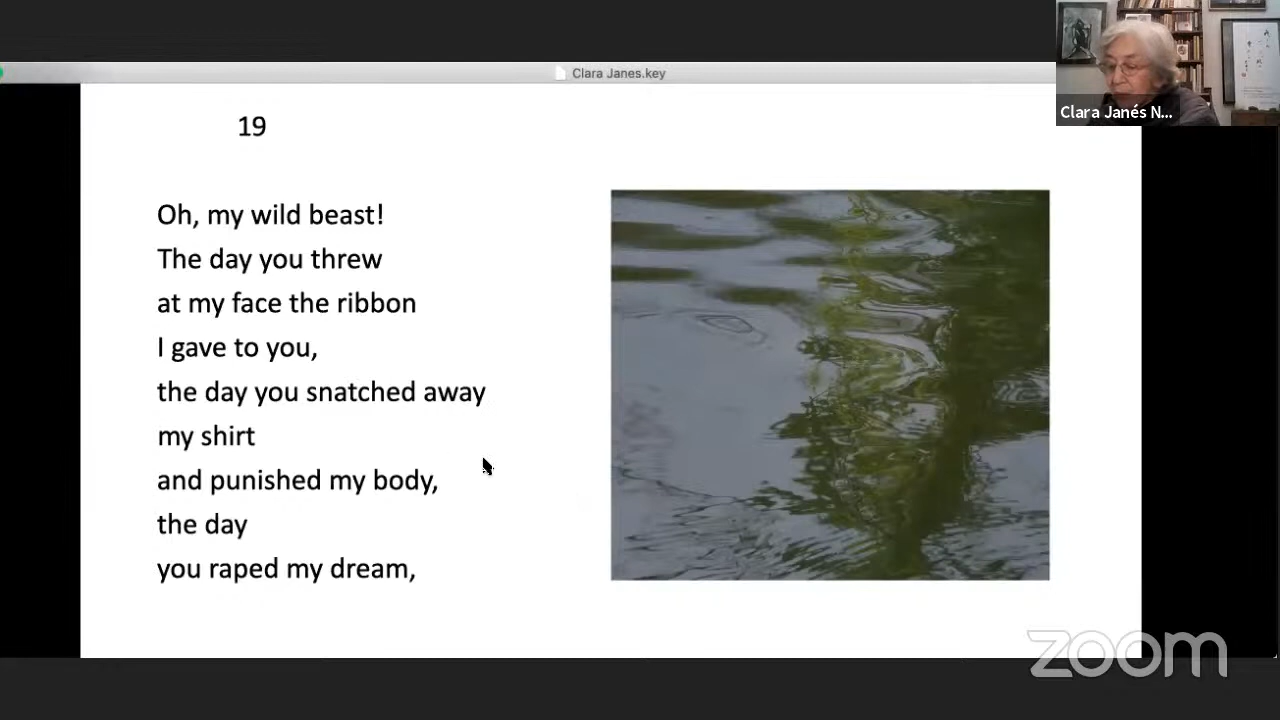 Clara Janes.key
Clara Janés N...
19
Oh, my wild beast!
The day you threw
at my face the ribbon
I gave to you,
the day you snatched away
my shirt
and punished my body,
the day
you raped my dream,
zoom